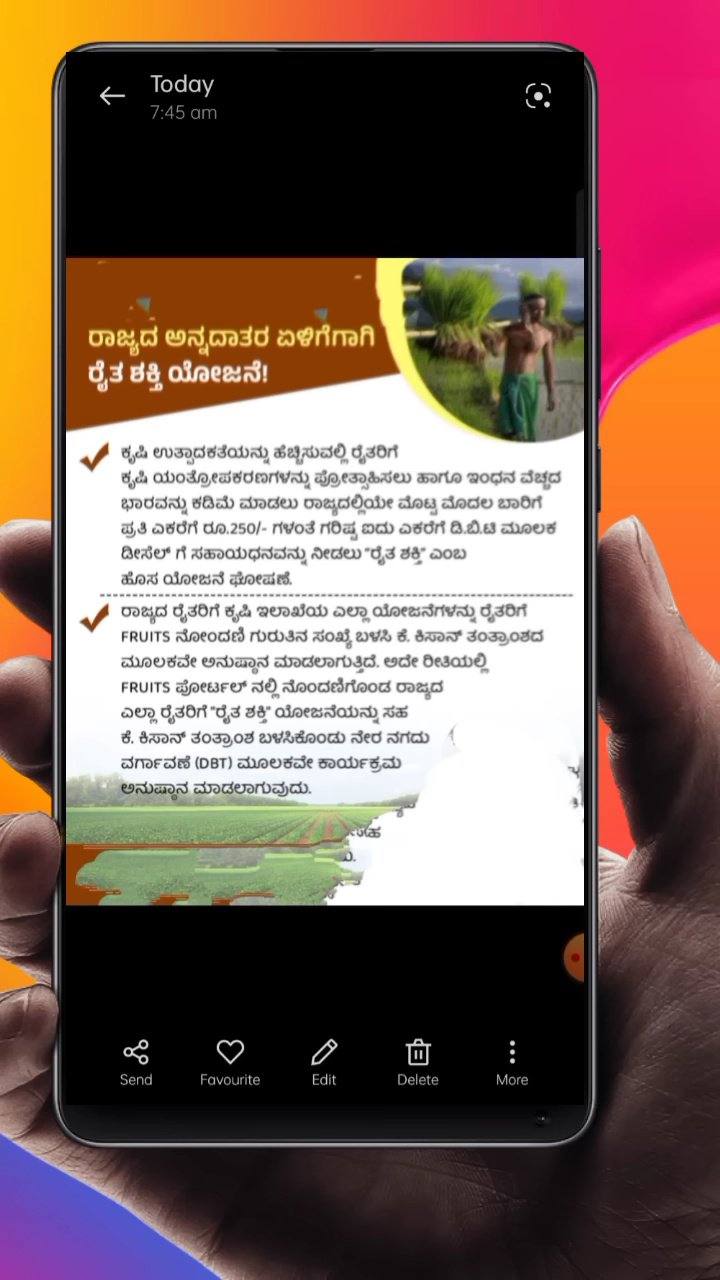 Today
7:45 am
ರಾಜ್ಯದ ಅನ್ನದಾತರ ಏಳಿಗೆಗಾಗಿ
ರೈತ ಶಕ್ತಿ ಯೋಜನೆ!
ಕೃಷಿ ಉತ್ಪಾದಕತೆಯನ್ನು ಹೆಚ್ಚಿಸುವಲ್ಲಿ ರೈತರಿಗೆ
ಕೃಷಿ ಯಂತ್ರೋಪಕರಣಗಳನ್ನು ಪ್ರೋತ್ಸಾಹಿಸಲು ಹಾಗೂ ಇಂಧನ ವೆಚ್ಚದ
ಭಾರವನ್ನು ಕಡಿಮೆ ಮಾಡಲು ರಾಜ್ಯದಲ್ಲಿಯೇ ಮೊಟ್ಟ ಮೊದಲ ಬಾರಿಗೆ
ಪ್ರತಿ ಎಕರೆಗೆ ರೂ.250/- ಗಳಂತೆ ಗರಿಷ್ಠ ಐದು ಎಕರೆಗೆ ಡಿ.ಬಿ.ಟಿ ಮೂಲಕ
ಡೀಸೆಲ್ ಗೆ ಸಹಾಯಧನವನ್ನು ನೀಡಲು "ರೈತ ಶಕ್ತಿ" ಎಂಬ
ಹೊಸ ಯೋಜನೆ ಘೋಷಣೆ.
ರಾಜ್ಯದ ರೈತರಿಗೆ ಕೃಷಿ ಇಲಾಖೆಯ ಎಲ್ಲಾ ಯೋಜನೆಗಳನ್ನು ರೈತರಿಗೆ
FRUITS ನೋಂದಣಿ ಗುರುತಿನ ಸಂಖ್ಯೆ ಬಳಸಿ ಕೆ. ಕಿಸಾನ್ ತಂತ್ರಾಂಶದ
ಮೂಲಕವೇ ಅನುಷ್ಠಾನ ಮಾಡಲಾಗುತ್ತಿದೆ. ಅದೇ ರೀತಿಯಲ್ಲಿ
FRUITS ಪೋರ್ಟಲ್ ನಲ್ಲಿ ನೊಂದಣಿಗೊಂಡ ರಾಜ್ಯದ
ಎಲ್ಲಾ ರೈತರಿಗೆ "ರೈತ ಶಕ್ತಿ" ಯೋಜನೆಯನ್ನು ಸಹ
ಕೆ. ಕಿಸಾನ್ ತಂತ್ರಾಂಶ ಬಳಸಿಕೊಂಡು ನೇರ ನಗದು
ವರ್ಗಾವಣೆ (DBT) ಮೂಲಕವೇ ಕಾರ್ಯಕ್ರಮ
ಅನುಷ್ಠಾನ ಮಾಡಲಾಗುವುದು.
Send Favourite Edit Delete More